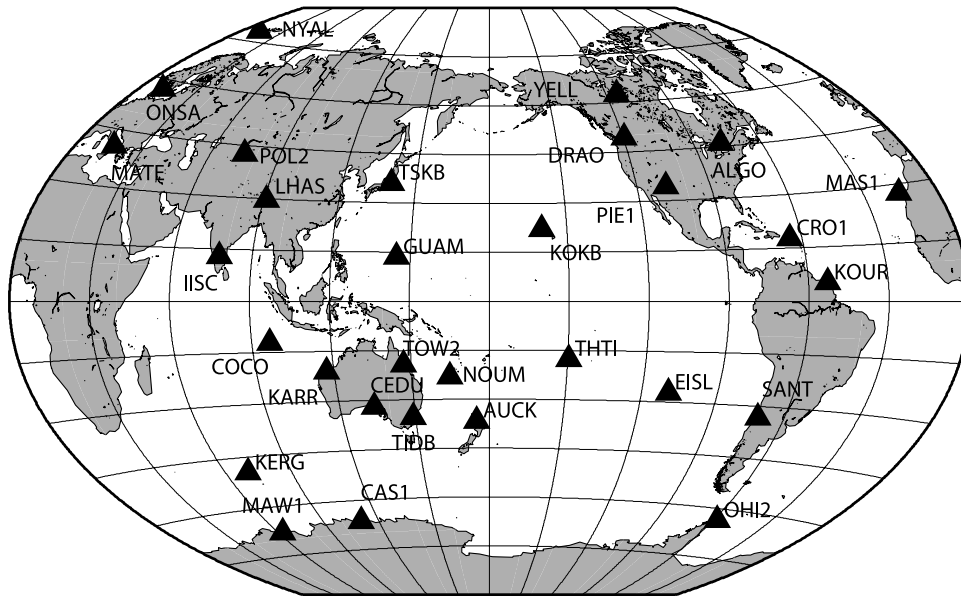 NYAL
YELL
ONSA
DRAO
POL2
MATE
TSKB
ALGO
LHAS
MAS1
PIE1
CRO1
KOKB
GUAM
KOUR
IISC
COCO
TOW2
THTI
NOUM
CEDU
EISL
SANT
KARR
AUCK
TIDB
KERG
CAS1
MAW1
OHI2